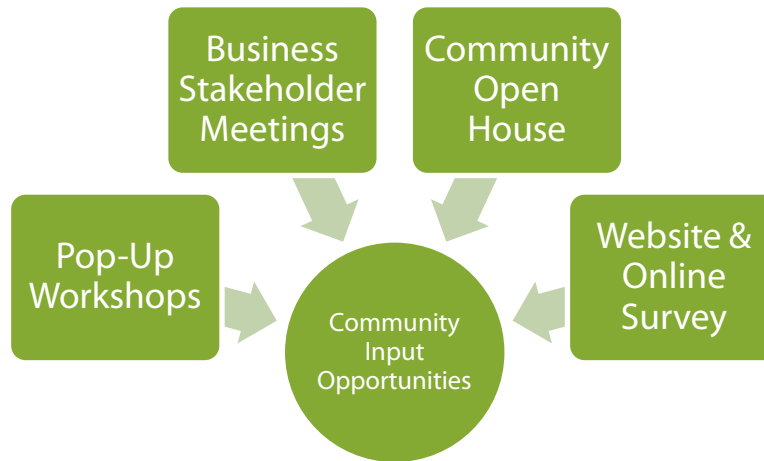 Business
Stakeholder
Meetings
Community
Open
House
Pop-Up
Workshops
Website &
Online
Survey
Community
Input
Opportunities